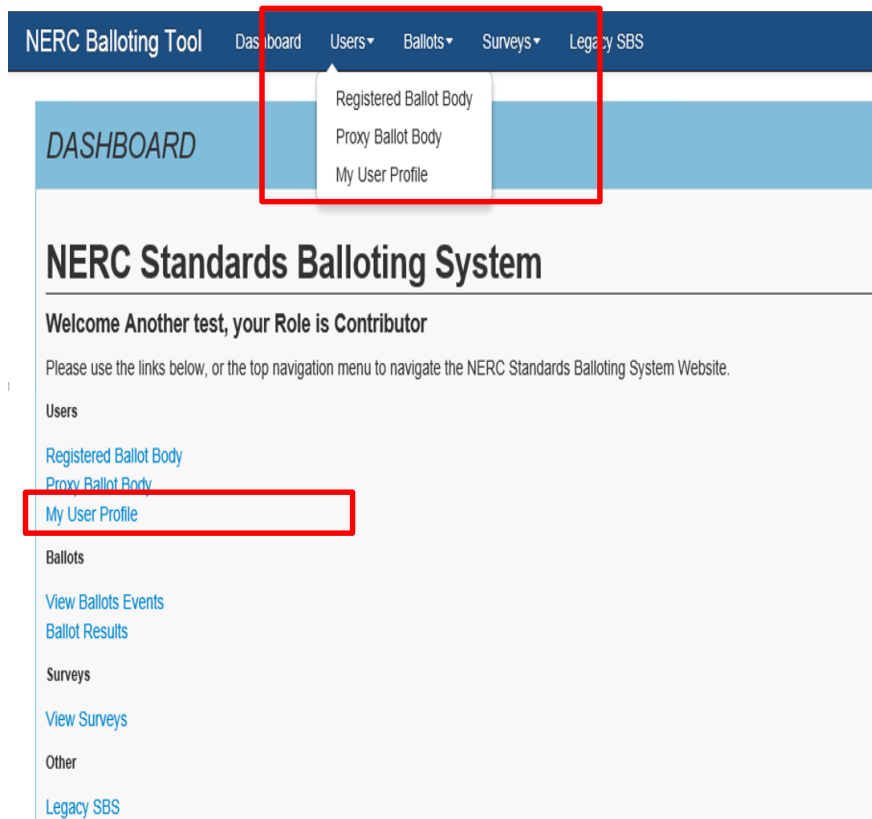 NERC Balloting Tool Dashboard Users Ballots Surveys Legacy SBS
Registered Ballot Body
Proxy Ballot Body
My User Profile
DASHBOARD
NERC Standards Balloting System
Welcome Another test, your Role is Contributor
Please use the links below, or the top navigation menu to navigate the NERC Standards Balloting System Website.
Users
Registered Ballot Body
Proxy Ballot Body
My User Profile
Ballots
View Ballots Events
Ballot Results
Surveys
View Surveys
Other
Legacy SBS